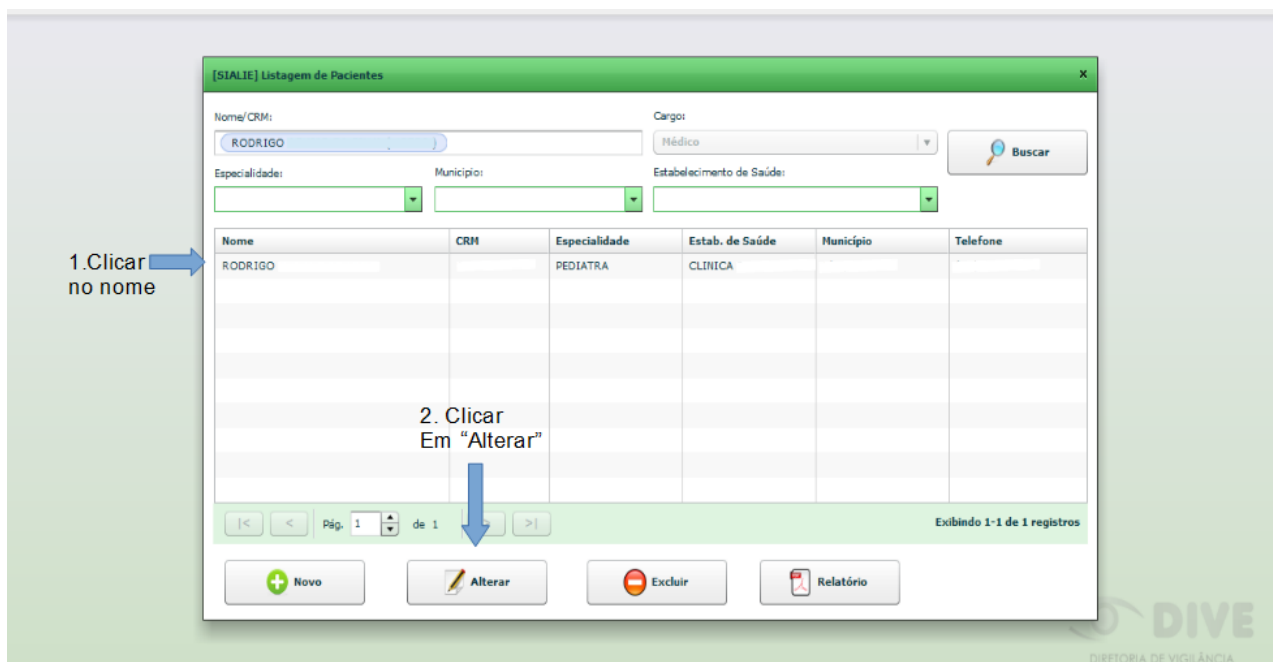 [SIALIE] Listagem de Pacientes x
Nome/CRM: Cargo:
RODRIGO ) Médico Buscar
Especialidade: Municipio: Estabelecimento de Saúde:
Nome CRM Especialidade Estab. de Saúde Município Telefone
1.Clicar
no nome
RODRIGO PEDIATRA CLINICA
2. Clicar
Em “Alterar”
|< < Pág. 1 de 1 >| Exibindo 1-1 de 1 registros
Novo Alterar Excluir Relatório
DIVE
DIRETORIA DE VIGILÂNCIA